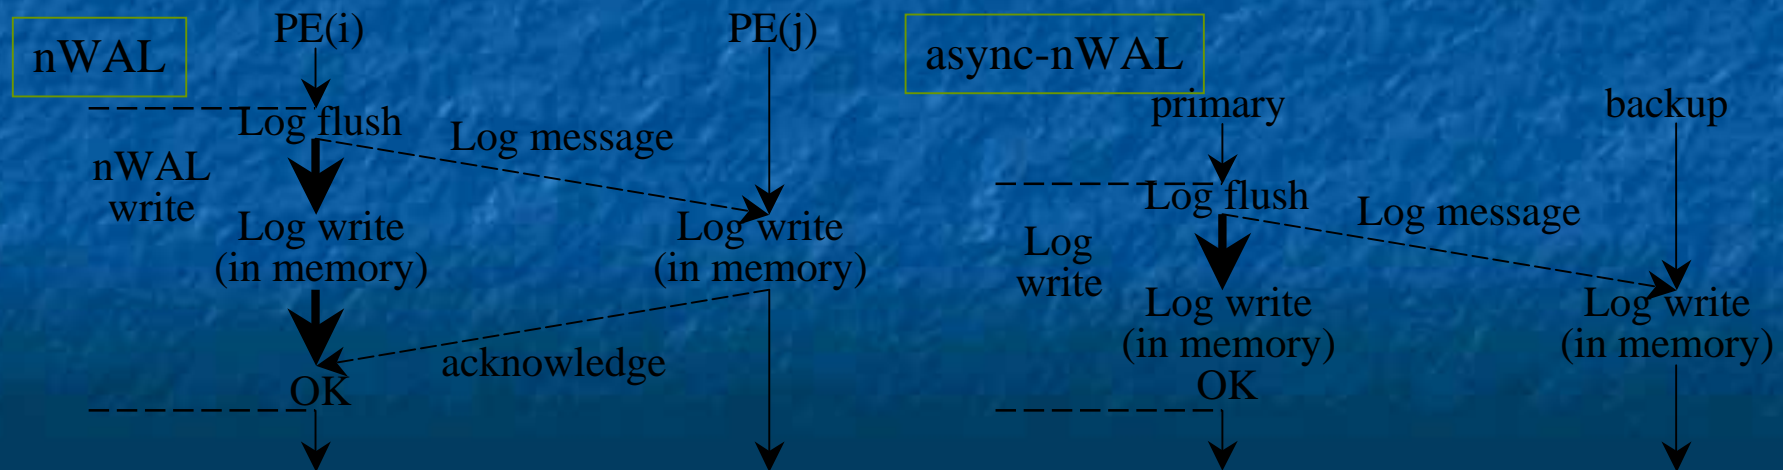 nWAL
PE(i)
PE(j)
Log flush
Log message
nWAL
write
Log write
(in memory)
Log write
(in memory)
acknowledge
OK
async-nWAL
primary
backup
Log flush
Log message
Log
write
Log write
(in memory)
Log write
(in memory)
OK